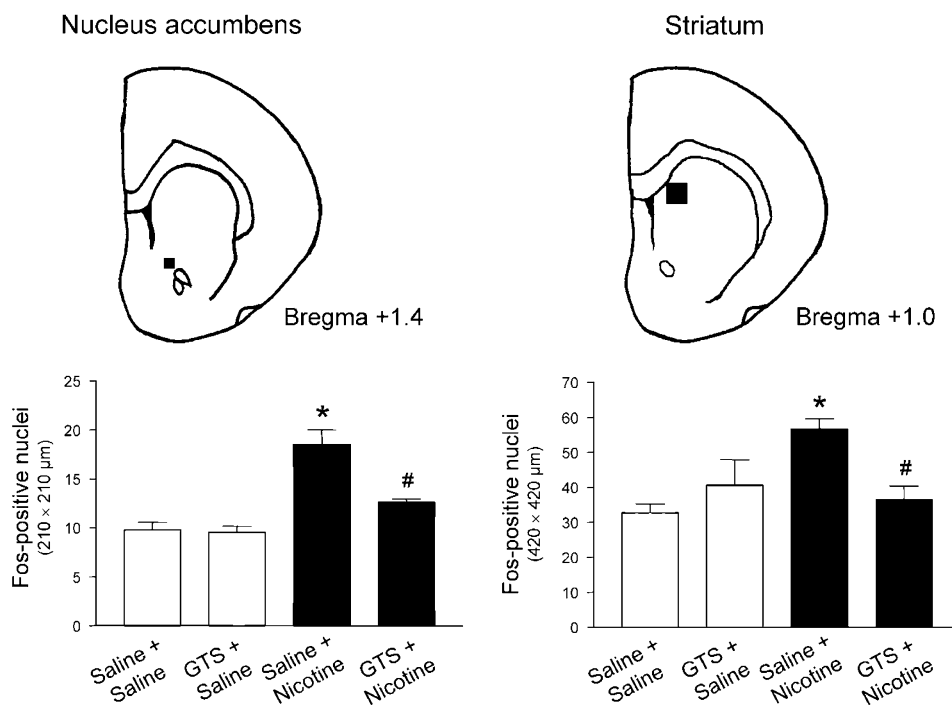 Nucleus accumbens
Bregma +1.4
Fos-positive nuclei
(210 × 210 µm)
25
20
15
10
5
0
*
#
Saline +
Saline
GTS +
Saline
Saline +
Nicotine
GTS +
Nicotine
Striatum
Bregma +1.0
Fos-positive nuclei
(420 × 420 µm)
70
60
50
40
30
20
10
0
*
#
Saline +
Saline
GTS +
Saline
Saline +
Nicotine
GTS +
Nicotine